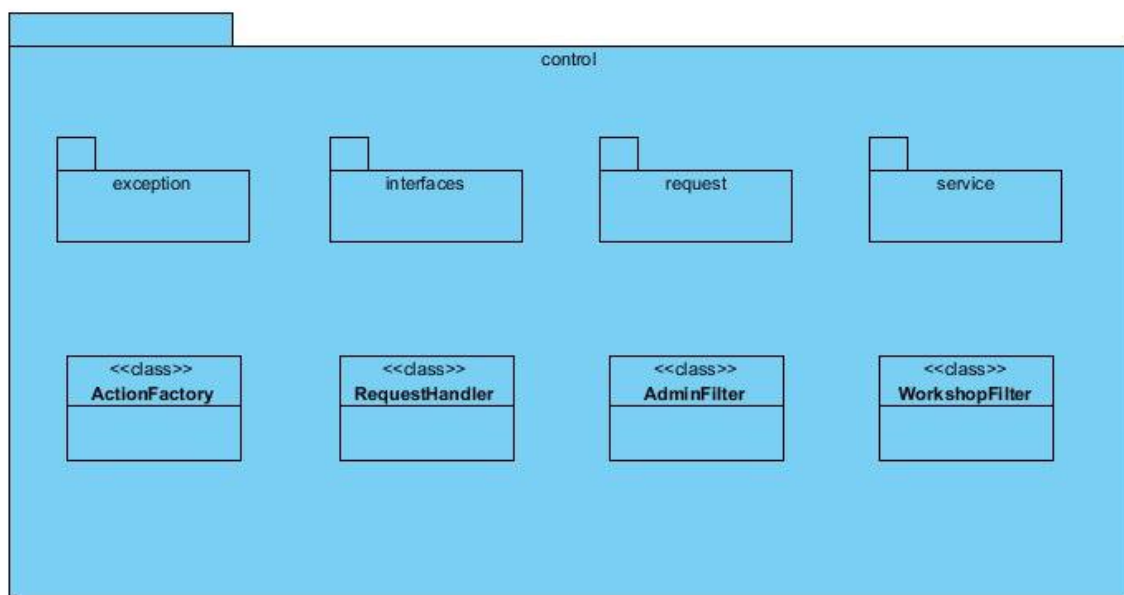 control
exception
interfaces
request
service
<<class>>
ActionFactory
<<class>>
RequestHandler
<<class>>
AdminFilter
<<class>>
WorkshopFilter